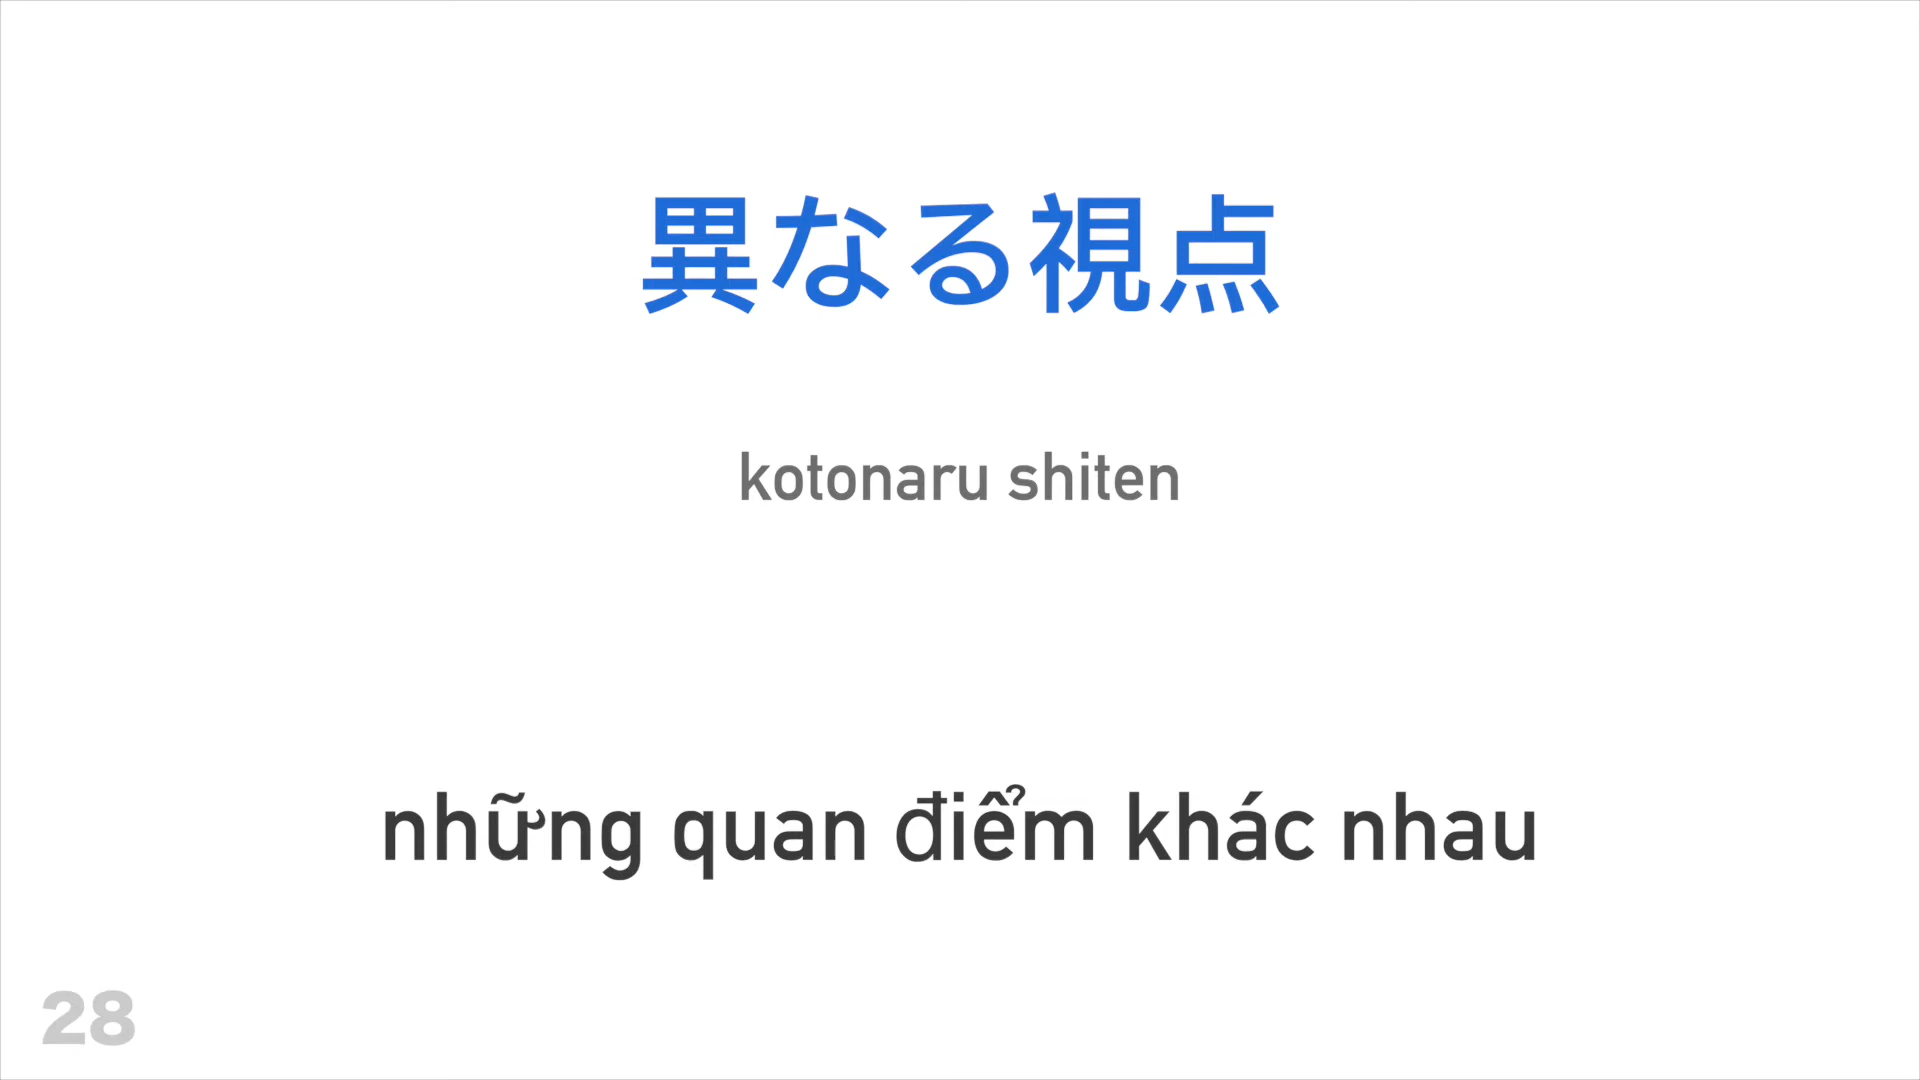 異なる視点
kotonaru shiten
những quan điểm khác nhau
28